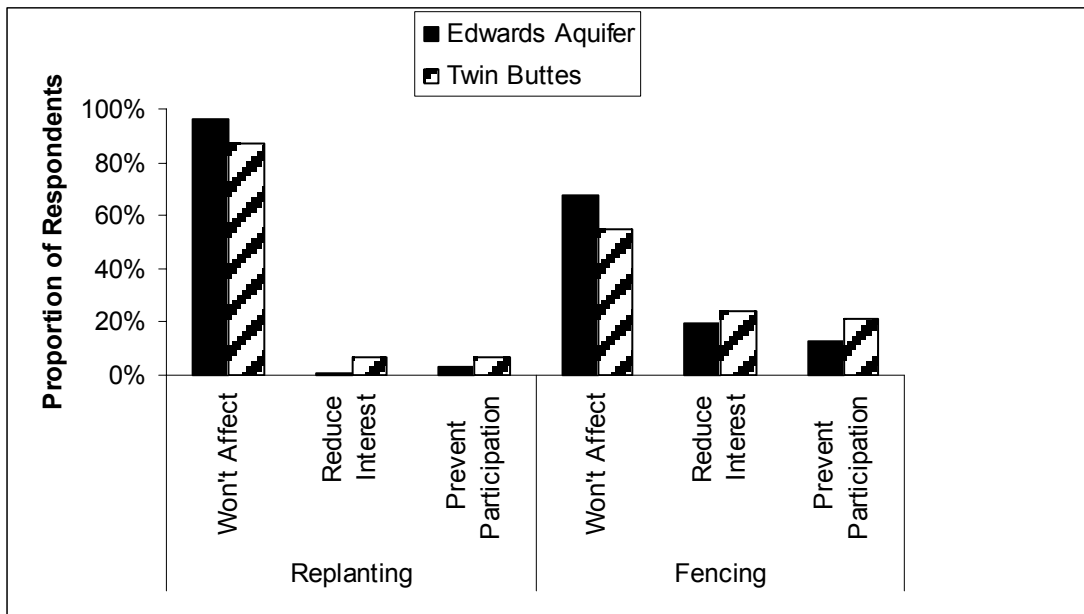 Edwards Aquifer
Twin Buttes
Proportion of Respondents
100%
80%
60%
40%
20%
0%
Won't Affect
Reduce
Interest
Prevent
Participation
Won't Affect
Reduce
Interest
Prevent
Participation
Replanting
Fencing